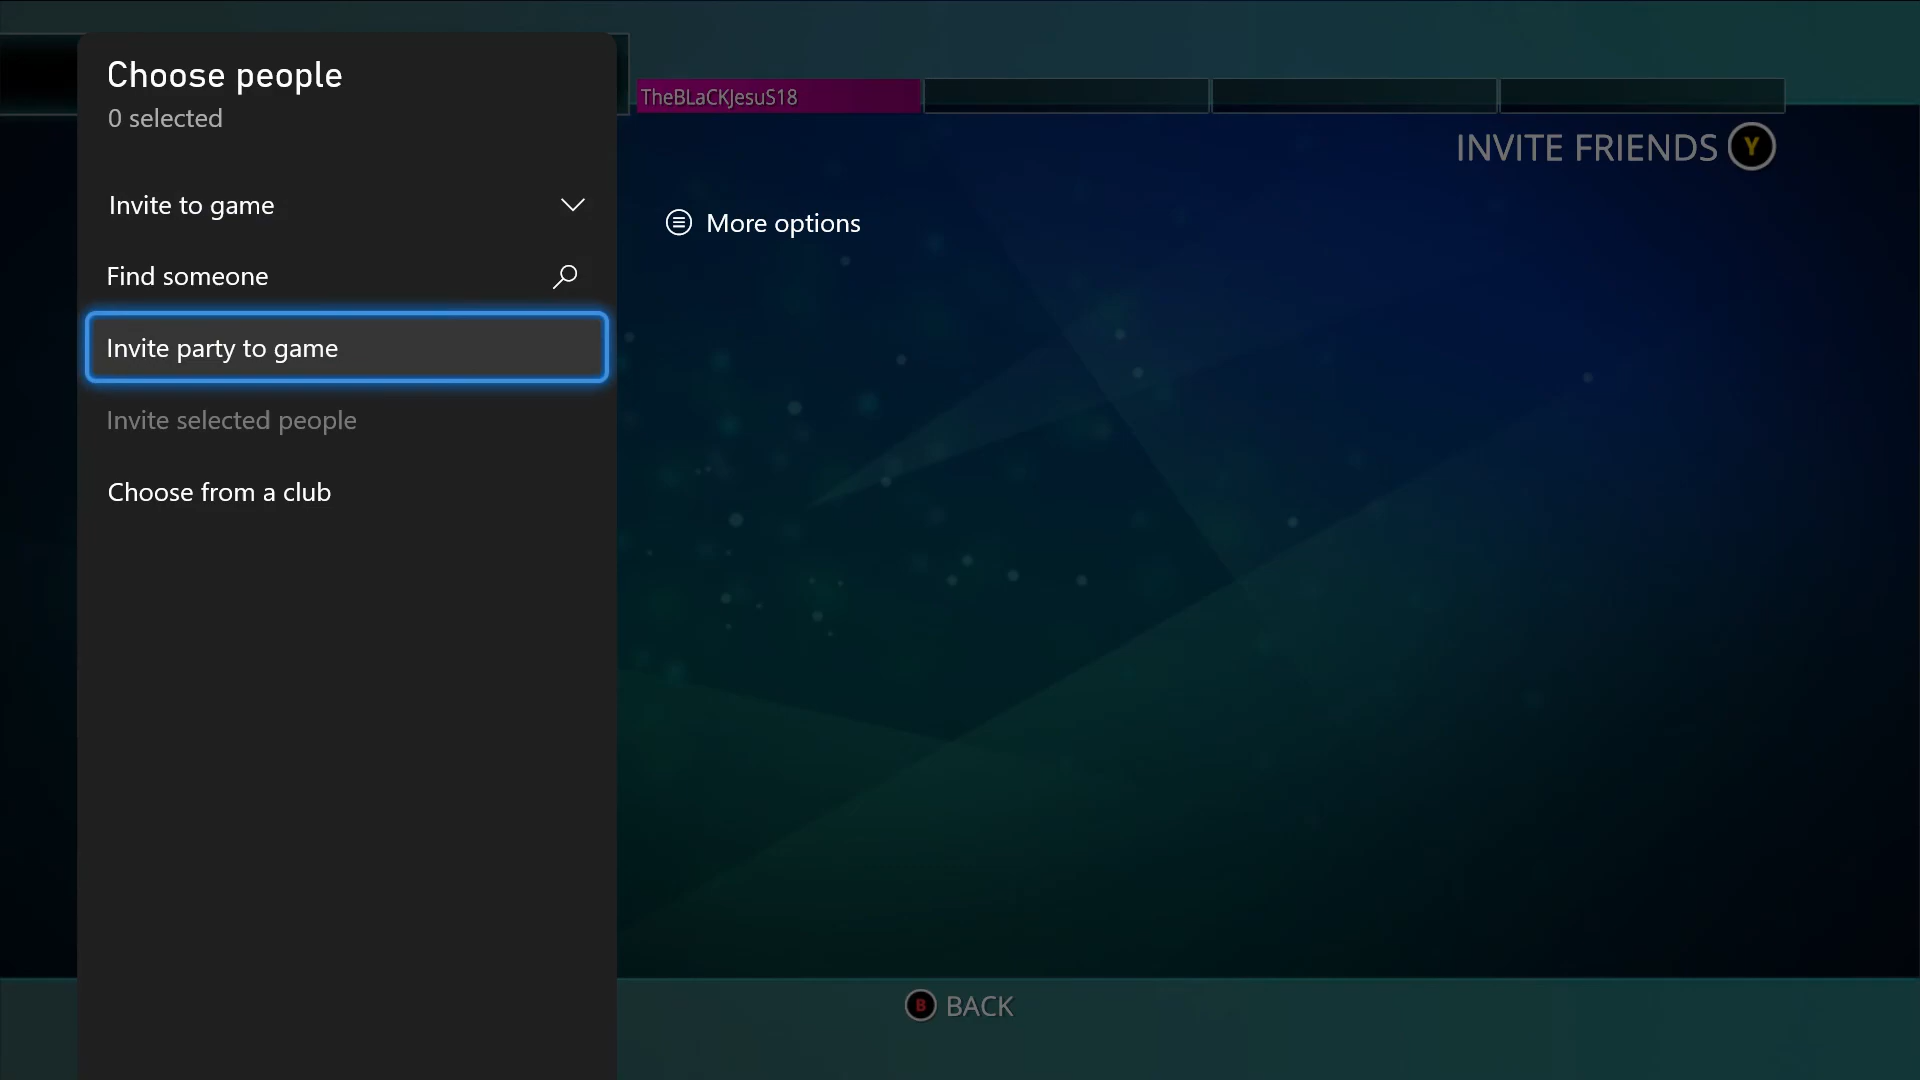 Choose people
0 selected
Invite to game
Find someone
Invite party to game
Invite selected people
Choose from a club
TheBLaCKJesuS18
INVITE FRIENDS Y
More options
B BACK